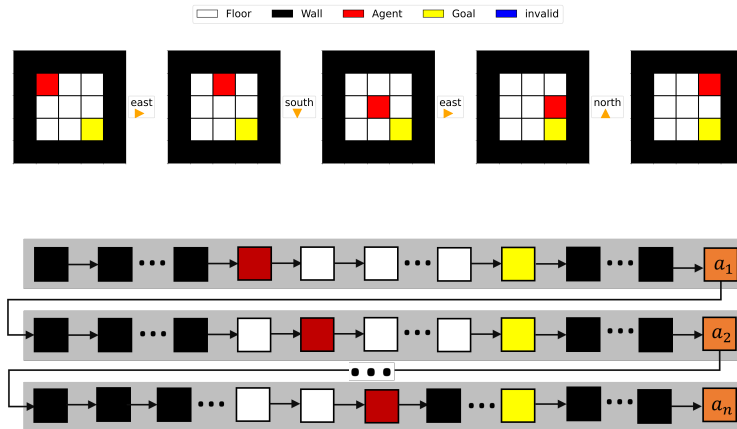 Floor Wall Agent Goal invalid
east south east north
a₁
a₂
aₙ